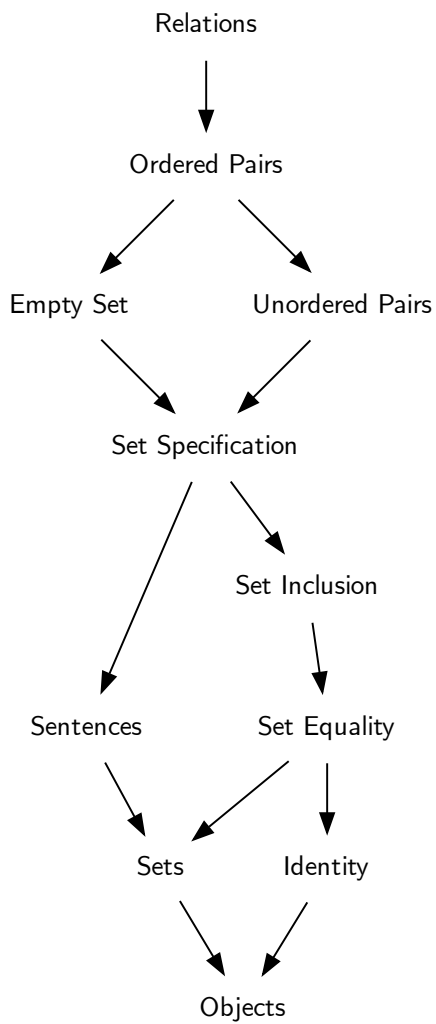 Relations
Ordered Pairs
Empty Set
Unordered Pairs
Set Specification
Set Inclusion
Sentences
Set Equality
Sets
Identity
Objects